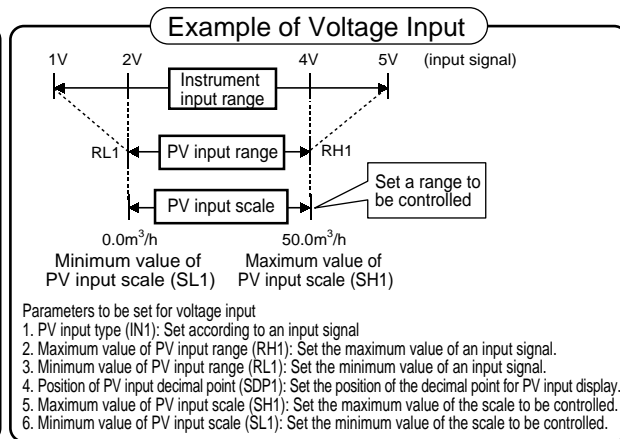 Example of Voltage Input
1V 2V 4V 5V (input signal)
Instrument
input range
RL1 PV input range RH1
PV input scale
Set a range to
be controlled
0.0m³/h 50.0m³/h
Minimum value of Maximum value of
PV input scale (SL1) PV input scale (SH1)
Parameters to be set for voltage input
1. PV input type (IN1): Set according to an input signal
2. Maximum value of PV input range (RH1): Set the maximum value of an input signal.
3. Minimum value of PV input range (RL1): Set the minimum value of an input signal.
4. Position of PV input decimal point (SDP1): Set the position of the decimal point for PV input display.
5. Maximum value of PV input scale (SH1): Set the maximum value of the scale to be controlled.
6. Minimum value of PV input scale (SL1): Set the minimum value of the scale to be controlled.